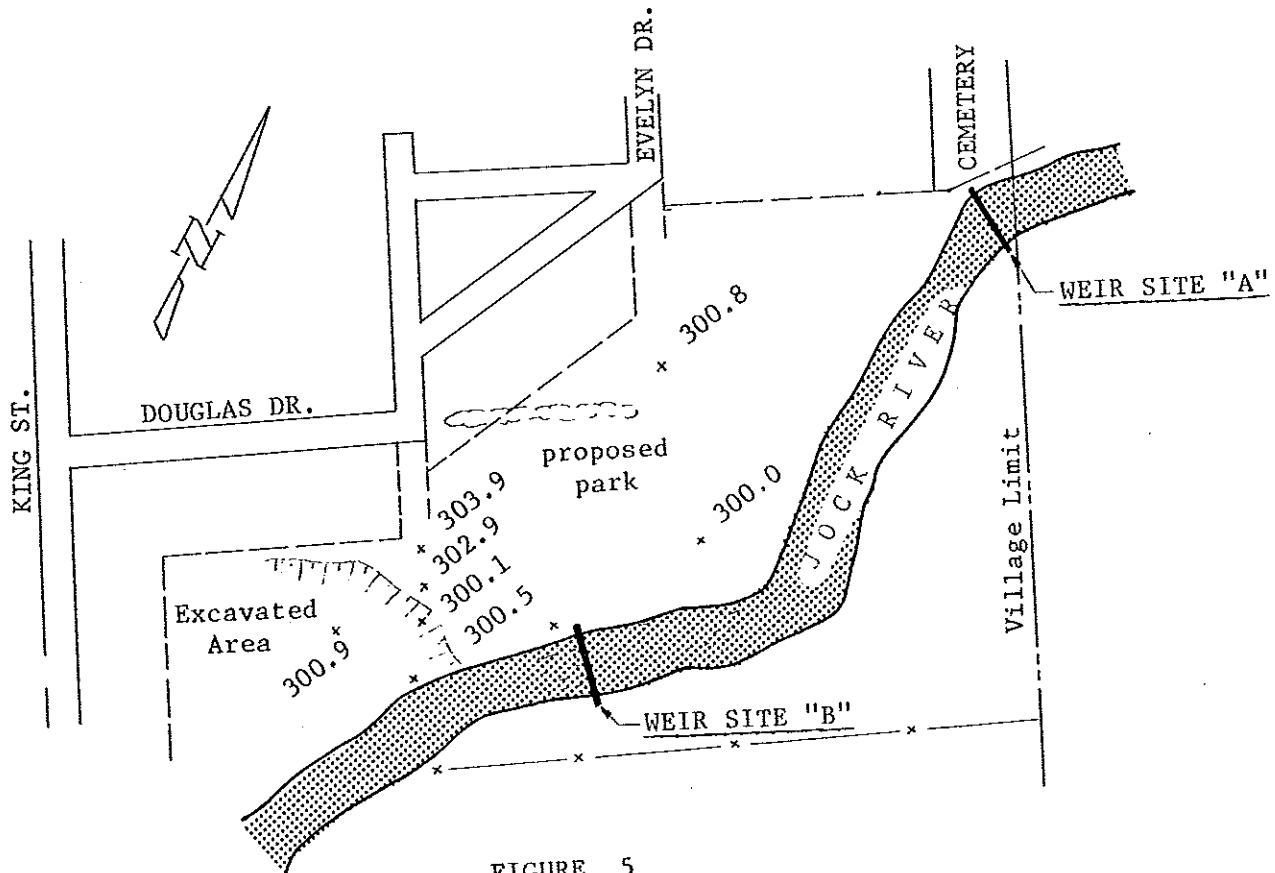 EVELYN DR.
CEMETERY
N
WEIR SITE "A"
300.8
KING ST.
DOUGLAS DR.
proposed
park
JOCK RIVER
Village Limit
303.9
302.9
300.1
300.5
300.0
Excavated
Area
300.9
WEIR SITE "B"
FIGURE 5